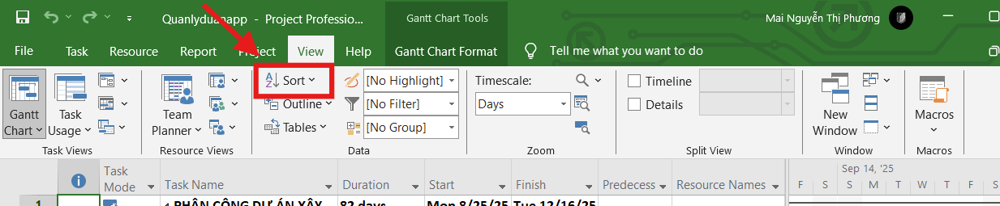 Quanlyduanapp - Project Professio...
Gantt Chart Tools
Mai Nguyễn Thị Phương
File Task Resource Report Project View Help Gantt Chart Format Tell me what you want to do
Gantt Chart
Task Usage
Task Views
Team Planner
Resource Views
Sort
Outline
Tables
[No Highlight]
[No Filter]
[No Group]
Data
Timescale:
Days
Zoom
Timeline
Details
Split View
New Window
Window
Macros
Macros
Task Mode Task Name Duration Start Finish Predecess Resource Names
Sep 14, '25
F S S M T W T F S S
1 PHÂN CÔNG DỰ ÁN XÂY 82 days Mon 8/25/25 Tue 12/16/25